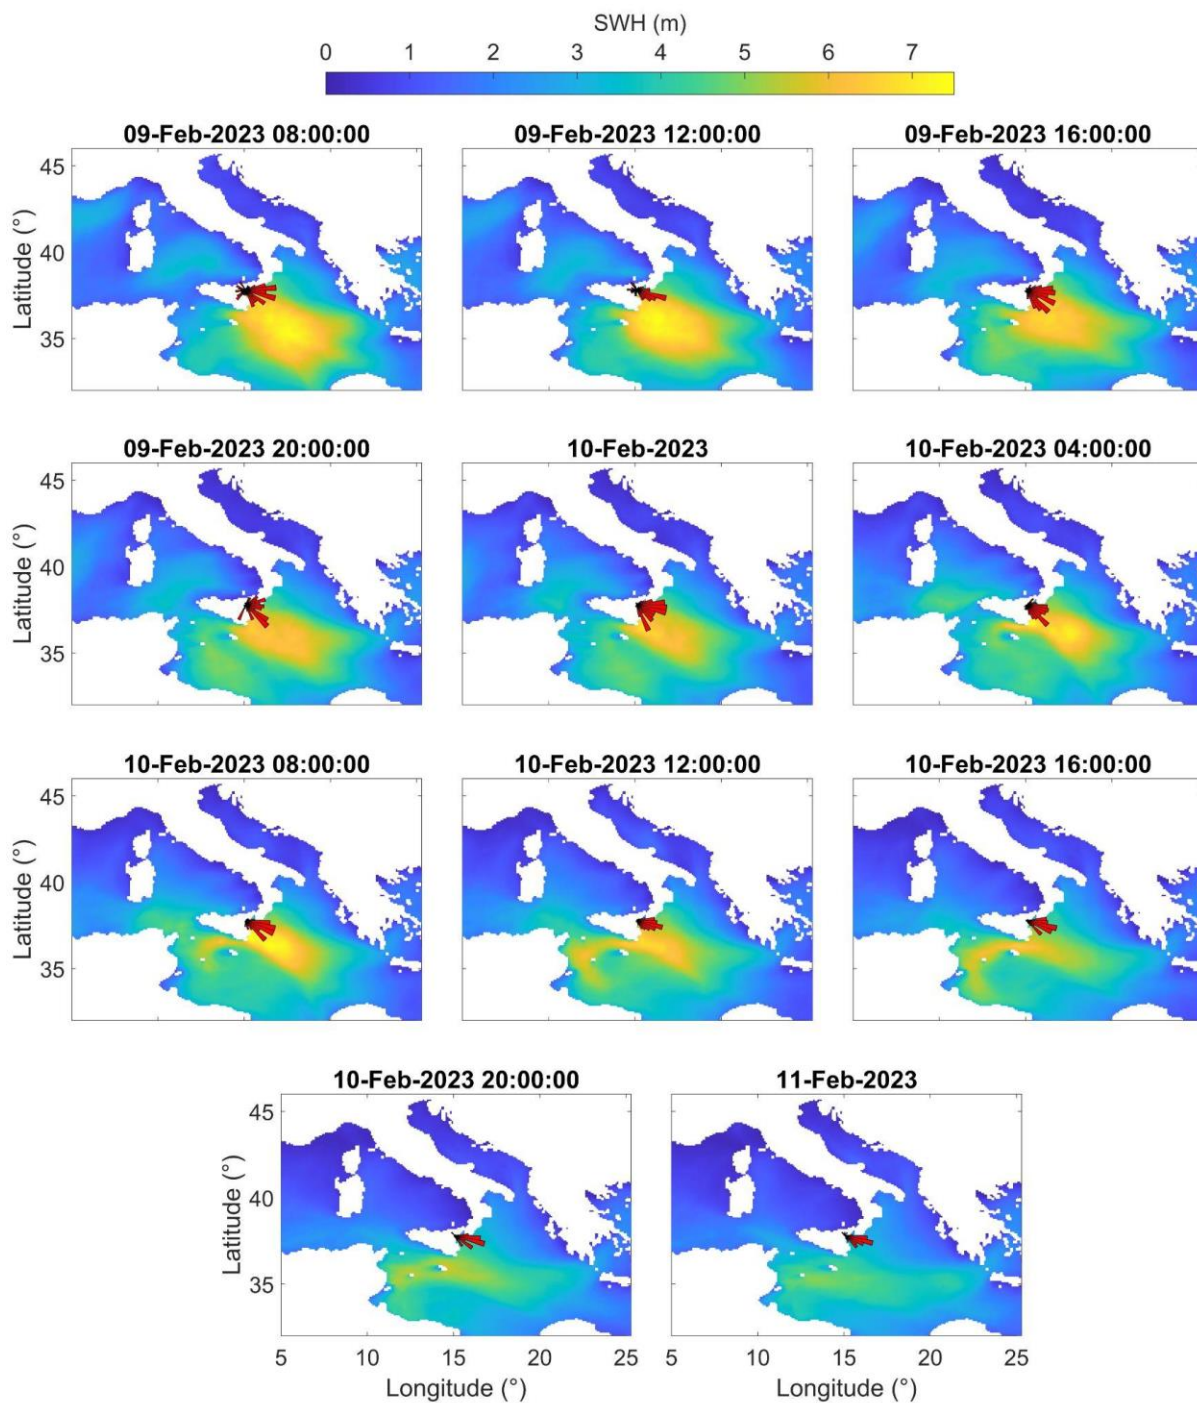 SWH (m)
0 1 2 3 4 5 6 7
09-Feb-2023 08:00:00 09-Feb-2023 12:00:00 09-Feb-2023 16:00:00
45
40
35
Latitude (°)
09-Feb-2023 20:00:00 10-Feb-2023 10-Feb-2023 04:00:00
45
40
35
Latitude (°)
10-Feb-2023 08:00:00 10-Feb-2023 12:00:00 10-Feb-2023 16:00:00
45
40
35
Latitude (°)
10-Feb-2023 20:00:00 11-Feb-2023
45
40
35
Latitude (°)
5 10 15 20 25 5 10 15 20 25
Longitude (°) Longitude (°)